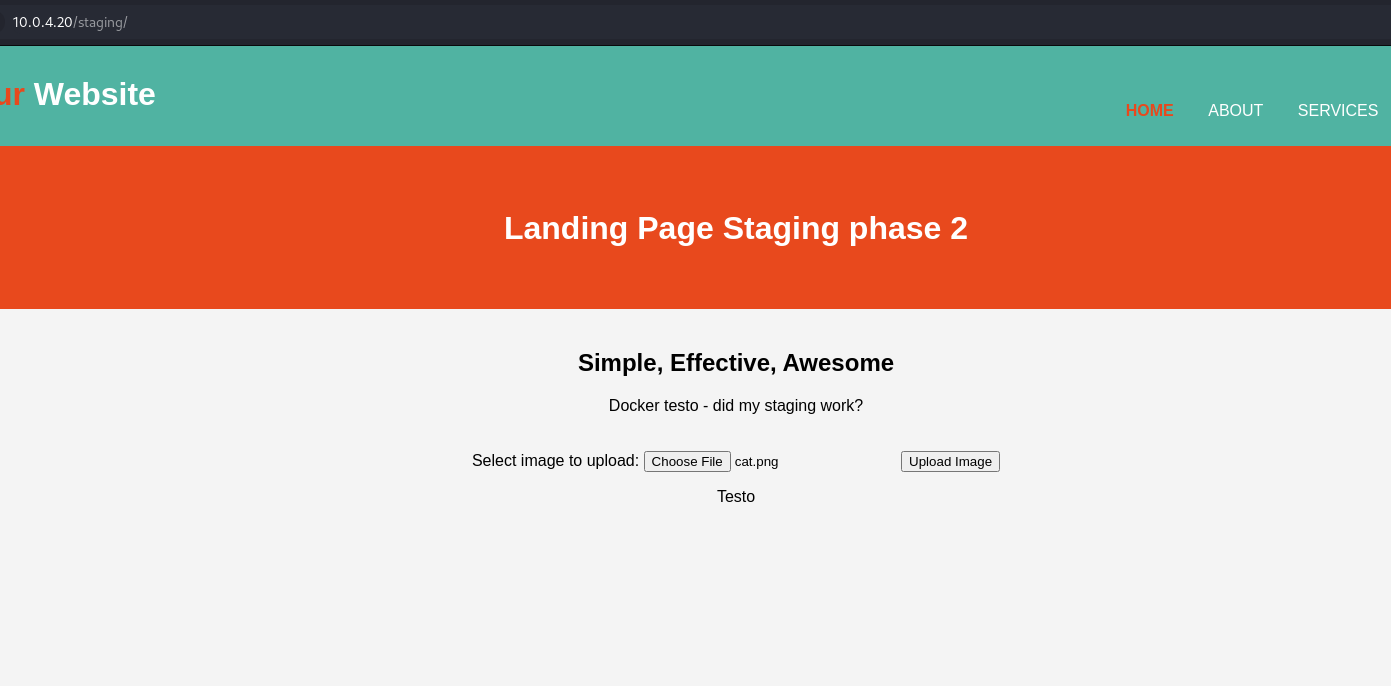 10.0.4.20/staging/
ur Website
HOME ABOUT SERVICES
Landing Page Staging phase 2
Simple, Effective, Awesome
Docker testo - did my staging work?
Select image to upload: Choose File cat.png Upload Image
Testo